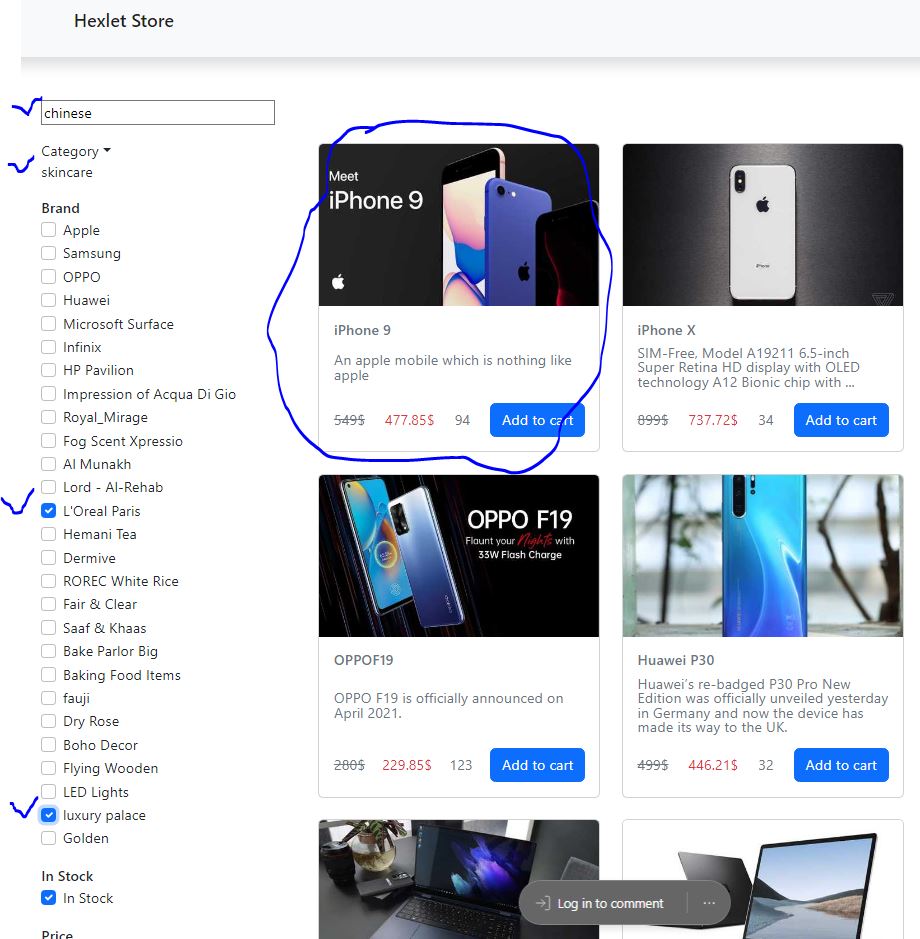 Hexlet Store
chinese
Category
skincare
Brand
Apple
Samsung
OPPO
Huawei
Microsoft Surface
Infinix
HP Pavilion
Impression of Acqua Di Gio
Royal_Mirage
Fog Scent Xpressio
Al Munakh
Lord - Al-Rehab
L'Oreal Paris
Hemani Tea
Dermive
ROREC White Rice
Fair & Clear
Saaf & Khaas
Bake Parlor Big
Baking Food Items
fauji
Dry Rose
Boho Decor
Flying Wooden
LED Lights
luxury palace
Golden
In Stock
In Stock
Price
Meet
iPhone 9
iPhone 9
An apple mobile which is nothing like
apple
549$ 477.85$ 94 Add to cart
iPhone
iPhone X
SIM-Free, Model A19211 6.5-inch
Super Retina HD display with OLED
technology A12 Bionic chip with ...
899$ 737.72$ 34 Add to cart
OPPO F19
Flaunt your Nights with
33W Flash Charge
OPPOF19
OPPO F19 is officially announced on
April 2021.
280$ 229.85$ 123 Add to cart
Huawei P30
Huawei's re-badged P30 Pro New
Edition was officially unveiled yesterday
in Germany and now the device has
made its way to the UK.
499$ 446.21$ 32 Add to cart
Log in to comment